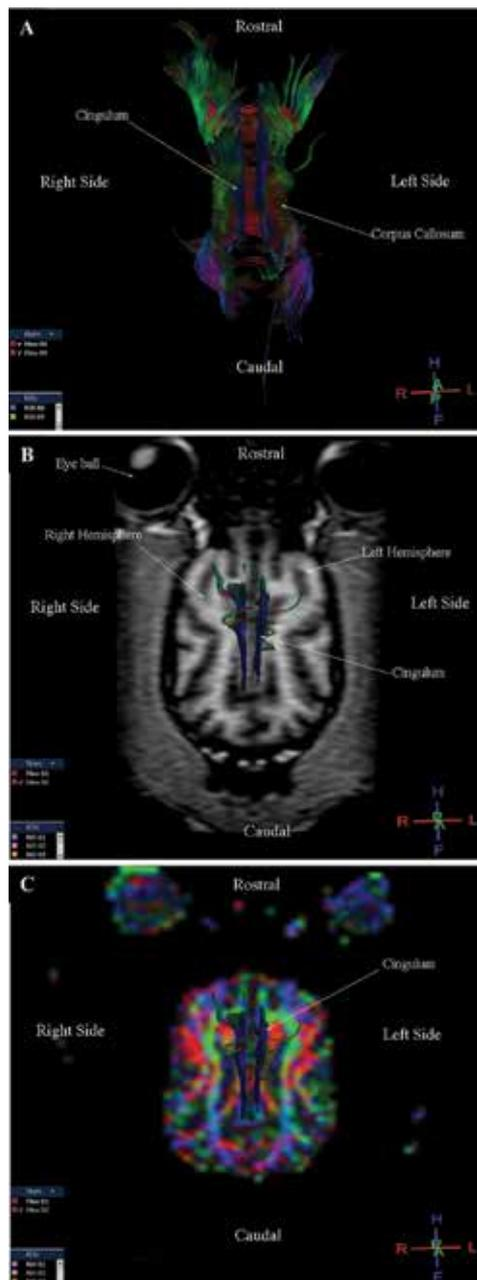 A
Rostral
Cingulum
Right Side
Left Side
Corpus Callosum
Caudal
H
A
R
L
F
B
Rostral
Eye ball
Right Hemisphere
Left Hemisphere
Right Side
Left Side
Cingulum
Caudal
H
R
L
F
C
Rostral
Cingulum
Right Side
Left Side
Caudal
H
R
L
F